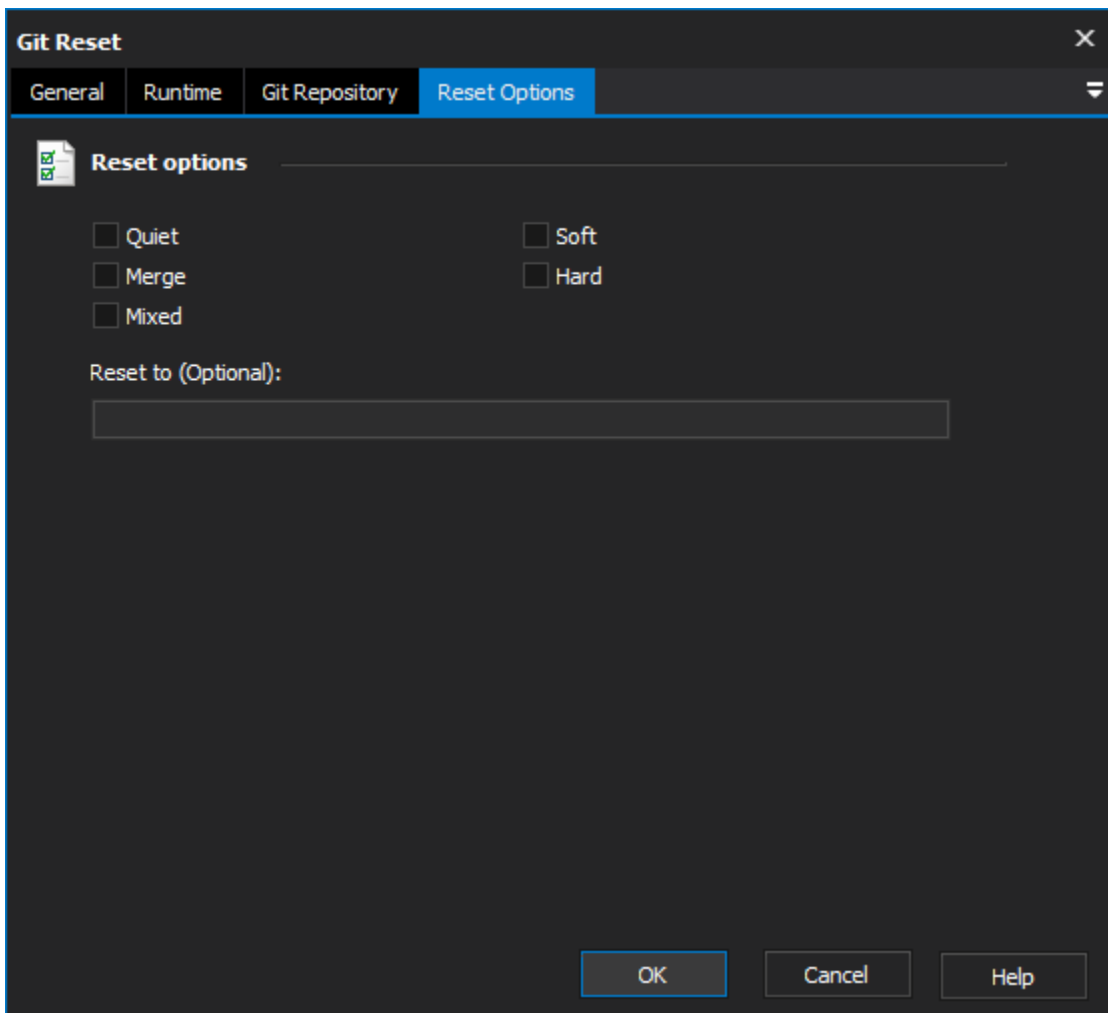 Git Reset
General Runtime Git Repository Reset Options
Reset options
Quiet Soft
Merge Hard
Mixed
Reset to (Optional):
OK Cancel Help